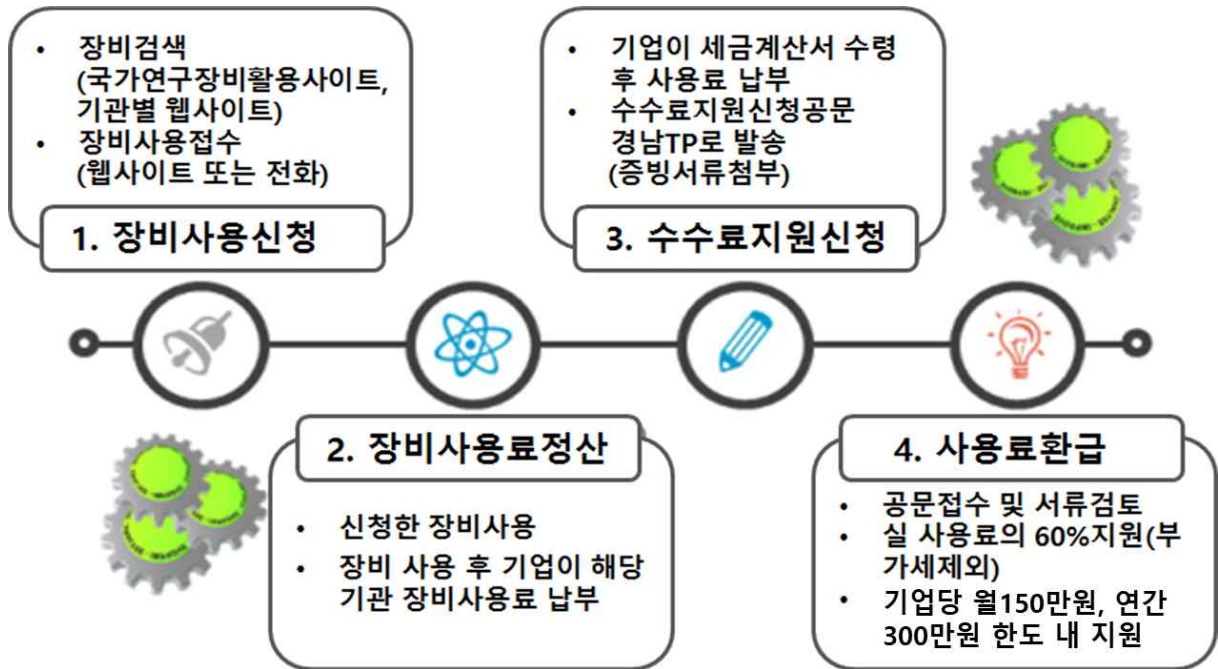 • 장비검색
(국가연구장비활용사이트,
기관별 웹사이트)
• 장비사용접수
(웹사이트 또는 전화)
1. 장비사용신청
2. 장비사용료정산
• 신청한 장비사용
• 장비 사용 후 기업이 해당
기관 장비사용료 납부
• 기업이 세금계산서 수령
후 사용료 납부
• 수수료지원신청공문
경남TP로 발송
(증빙서류첨부)
3. 수수료지원신청
4. 사용료환급
• 공문접수 및 서류검토
• 실 사용료의 60%지원(부
가세제외)
• 기업당 월150만원, 연간
300만원 한도 내 지원